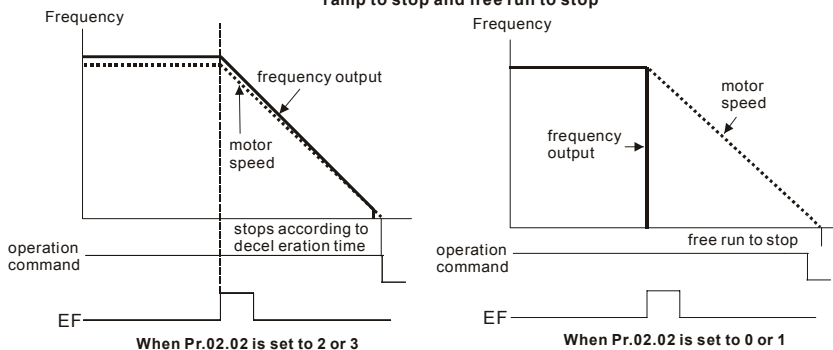 ramp to stop and free run to stop
Frequency
frequency output
motor
speed
stops according to
decel eration time
operation
command
EF
When Pr.02.02 is set to 2 or 3
Frequency
motor
speed
frequency
output
free run to stop
operation
command
EF
When Pr.02.02 is set to 0 or 1